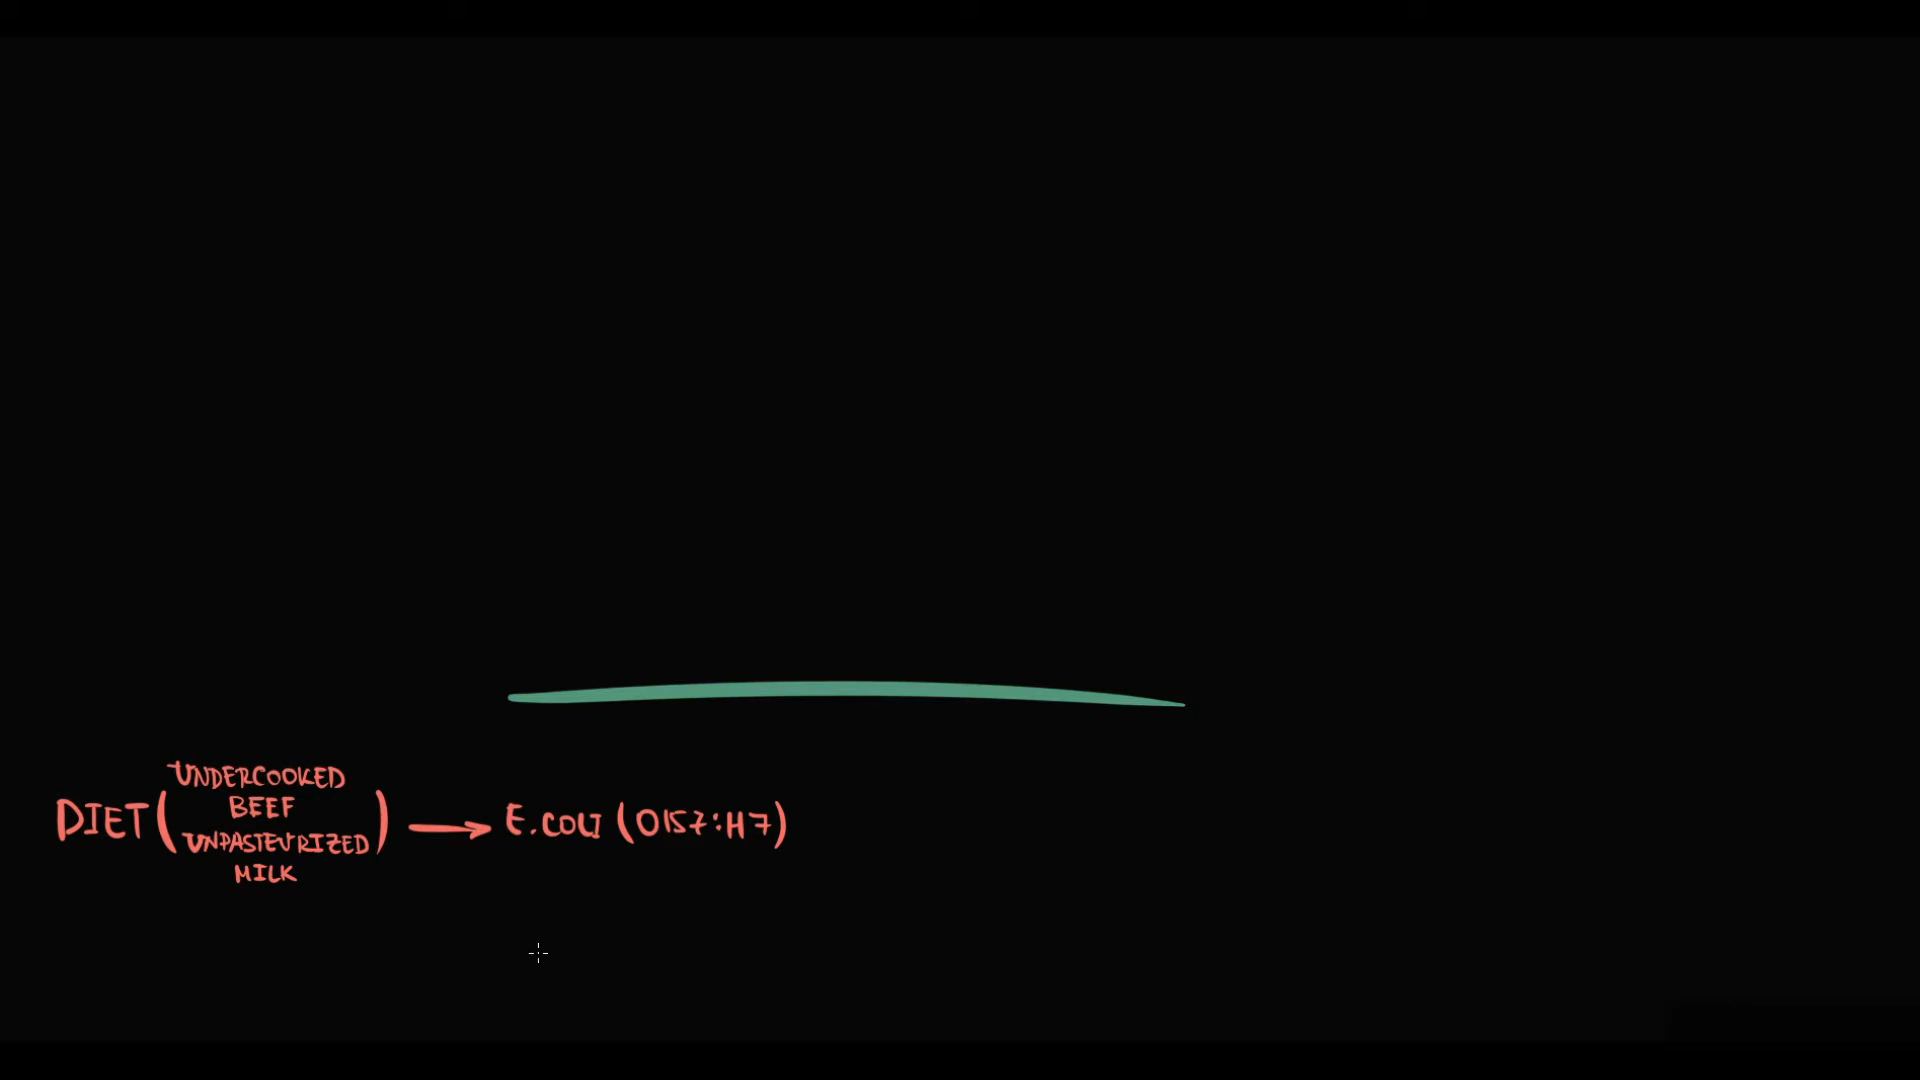 UNDERCOOKED
BEEF
DIET ( ) → E.COLI (O157:H7)
UNPASTEURIZED
MILK